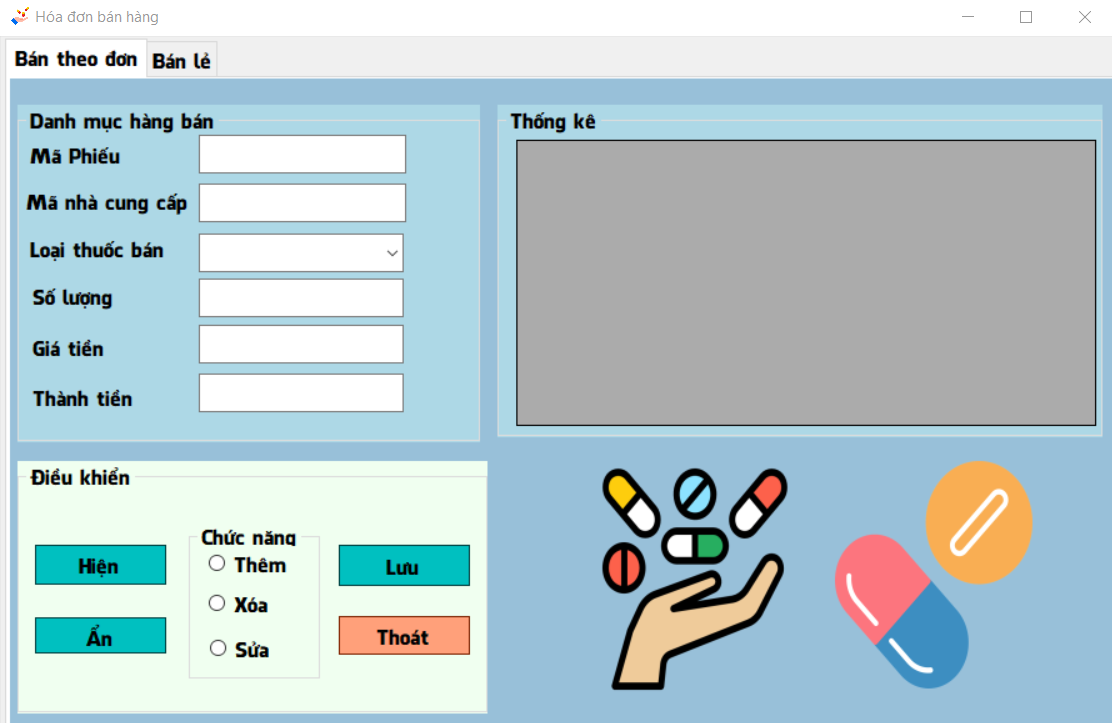 Hóa đơn bán hàng
Bán theo đơn
Bán lẻ
Danh mục hàng bán
Mã Phiếu
Mã nhà cung cấp
Loại thuốc bán
Số lượng
Giá tiền
Thành tiền
Thống kê
Điều khiển
Hiện
Ẩn
Chức năng
Thêm
Xóa
Sửa
Lưu
Thoát